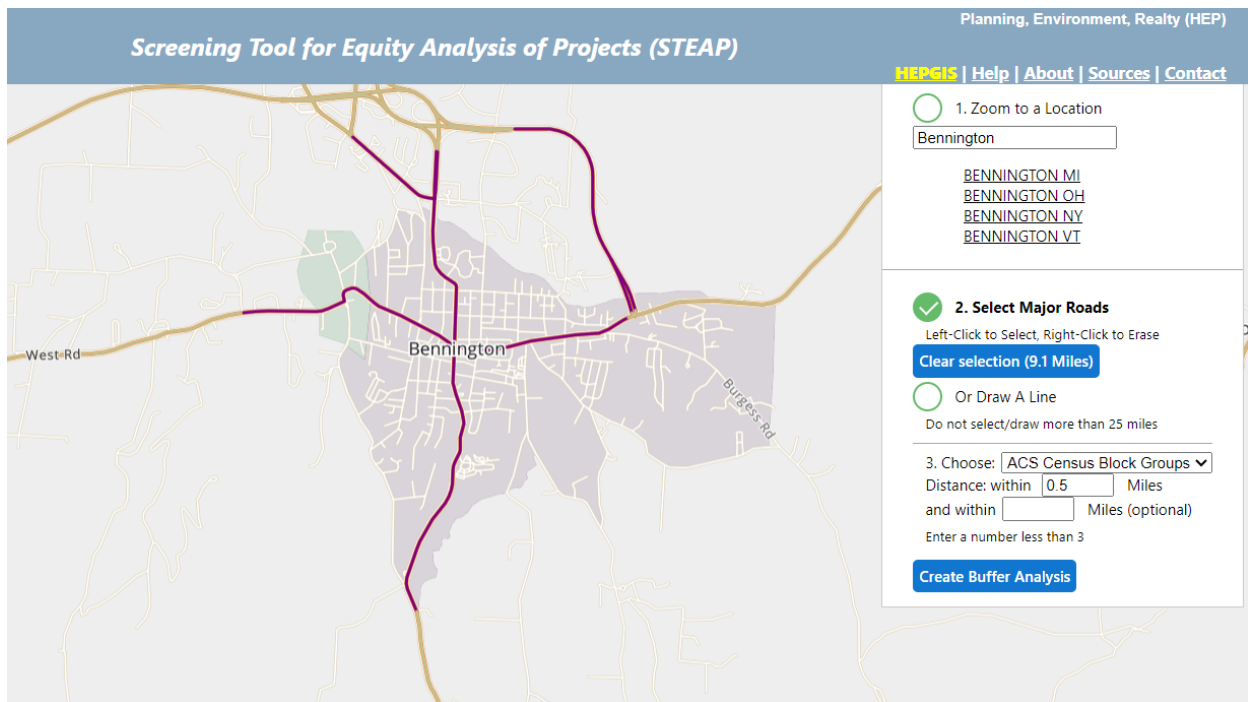 Planning, Environment, Realty (HEP)
Screening Tool for Equity Analysis of Projects (STEAP)
HEPGIS | Help | About | Sources | Contact
1. Zoom to a Location
Bennington
BENNINGTON MI
BENNINGTON OH
BENNINGTON NY
BENNINGTON VT
2. Select Major Roads
Left-Click to Select, Right-Click to Erase
Clear selection (9.1 Miles)
Or Draw A Line
Do not select/draw more than 25 miles
3. Choose: ACS Census Block Groups
Distance: within 0.5 Miles
and within Miles (optional)
Enter a number less than 3
Create Buffer Analysis
West Rd
Bennington
Burgess Rd